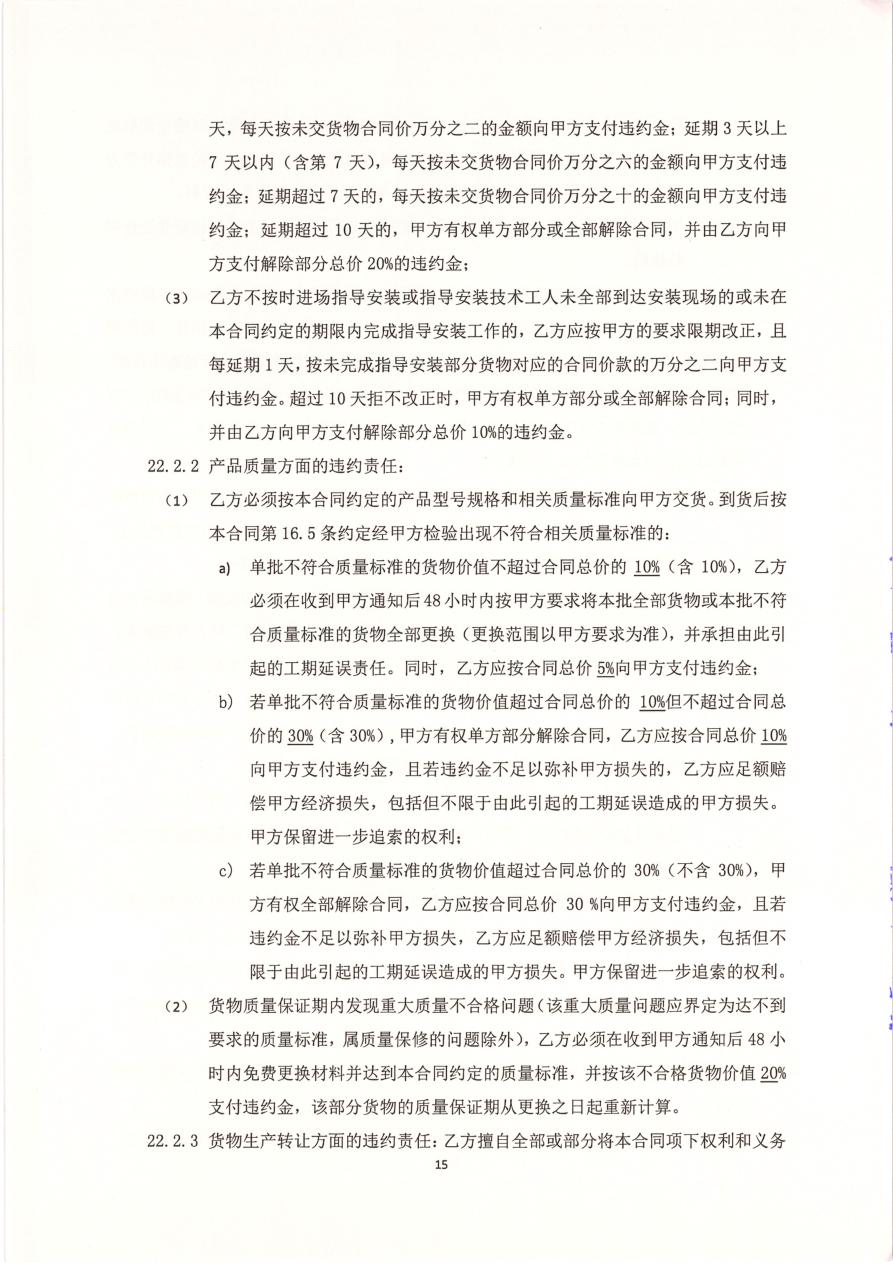 天，每天按未交货物合同价万分之二的金额向甲方支付违约金；延期 3 天以上
7 天以内（含第 7 天），每天按未交货物合同价万分之六的金额向甲方支付违
约金；延期超过 7 天的，每天按未交货物合同价万分之十的金额向甲方支付违
约金；延期超过 10 天的，甲方有权单方部分或全部解除合同，并由乙方向甲
方支付解除部分总价 20%的违约金；
（3） 乙方不按时进场指导安装或指导安装技术工人未全部到达安装现场的或未在
本合同约定的期限内完成指导安装工作的，乙方应按甲方的要求限期改正，且
每延期 1 天，按未完成指导安装部分货物对应的合同价款的万分之二向甲方支
付违约金。超过 10 天拒不改正时，甲方有权单方部分或全部解除合同；同时，
并由乙方向甲方支付解除部分总价 10%的违约金。
22.2.2 产品质量方面的违约责任：
（1） 乙方必须按本合同约定的产品型号规格和相关质量标准向甲方交货。到货后按
本合同第 16.5 条约定经甲方检验出现不符合相关质量标准的：
a) 单批不符合质量标准的货物价值不超过合同总价的 10%（含 10%），乙方
必须在收到甲方通知后 48 小时内按甲方要求将本批全部货物或本批不符
合质量标准的货物全部更换（更换范围以甲方要求为准），并承担由此引
起的工期延误责任。同时，乙方应按合同总价 5%向甲方支付违约金；
b) 若单批不符合质量标准的货物价值超过合同总价的 10%但不超过合同总
价的 30%（含 30%）,甲方有权单方部分解除合同，乙方应按合同总价 10%
向甲方支付违约金，且若违约金不足以弥补甲方损失的，乙方应足额赔
偿甲方经济损失，包括但不限于由此引起的工期延误造成的甲方损失。
甲方保留进一步追索的权利；
c) 若单批不符合质量标准的货物价值超过合同总价的 30%（不含 30%），甲
方有权全部解除合同，乙方应按合同总价 30 %向甲方支付违约金，且若
违约金不足以弥补甲方损失，乙方应足额赔偿甲方经济损失，包括但不
限于由此引起的工期延误造成的甲方损失。甲方保留进一步追索的权利。
（2） 货物质量保证期内发现重大质量不合格问题（该重大质量问题应界定为达不到
要求的质量标准，属质量保修的问题除外），乙方必须在收到甲方通知后 48 小
时内免费更换材料并达到本合同约定的质量标准，并按该不合格货物价值 20%
支付违约金，该部分货物的质量保证期从更换之日起重新计算。
22.2.3 货物生产转让方面的违约责任：乙方擅自全部或部分将本合同项下权利和义务
15